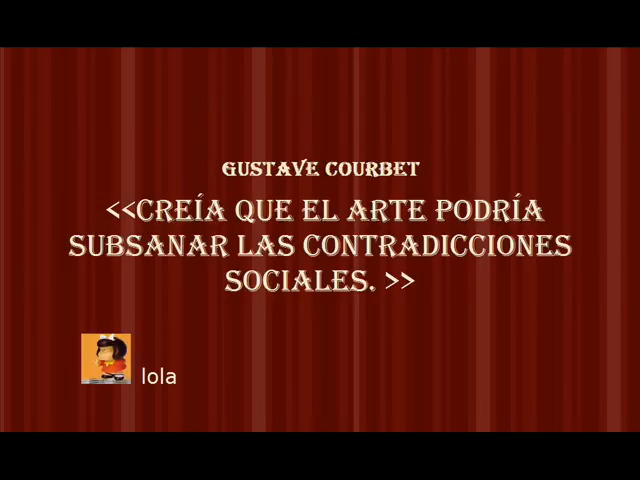 GUSTAVE COURBET
<<CREÍA QUE EL ARTE PODRÍA
SUBSANAR LAS CONTRADICCIONES
SOCIALES. >>
lola